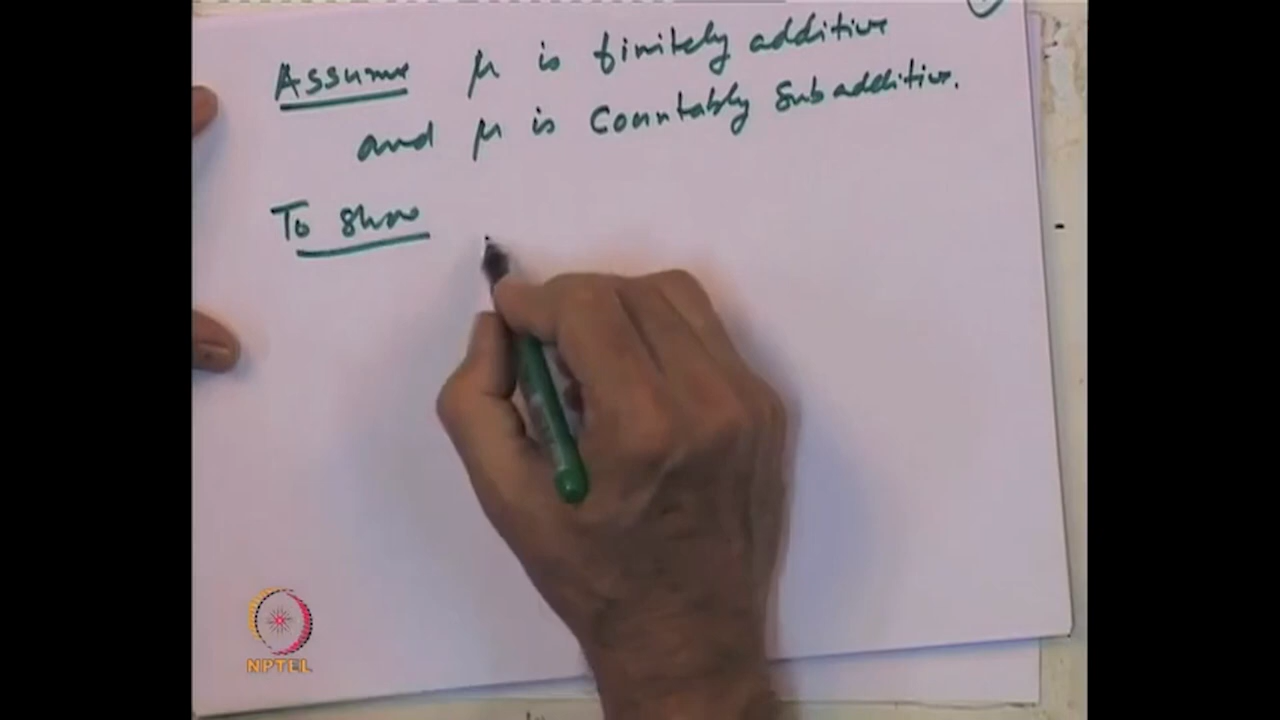 Assume μ is finitely additive
and μ is Countably Subadditive.
To show
NPTEL